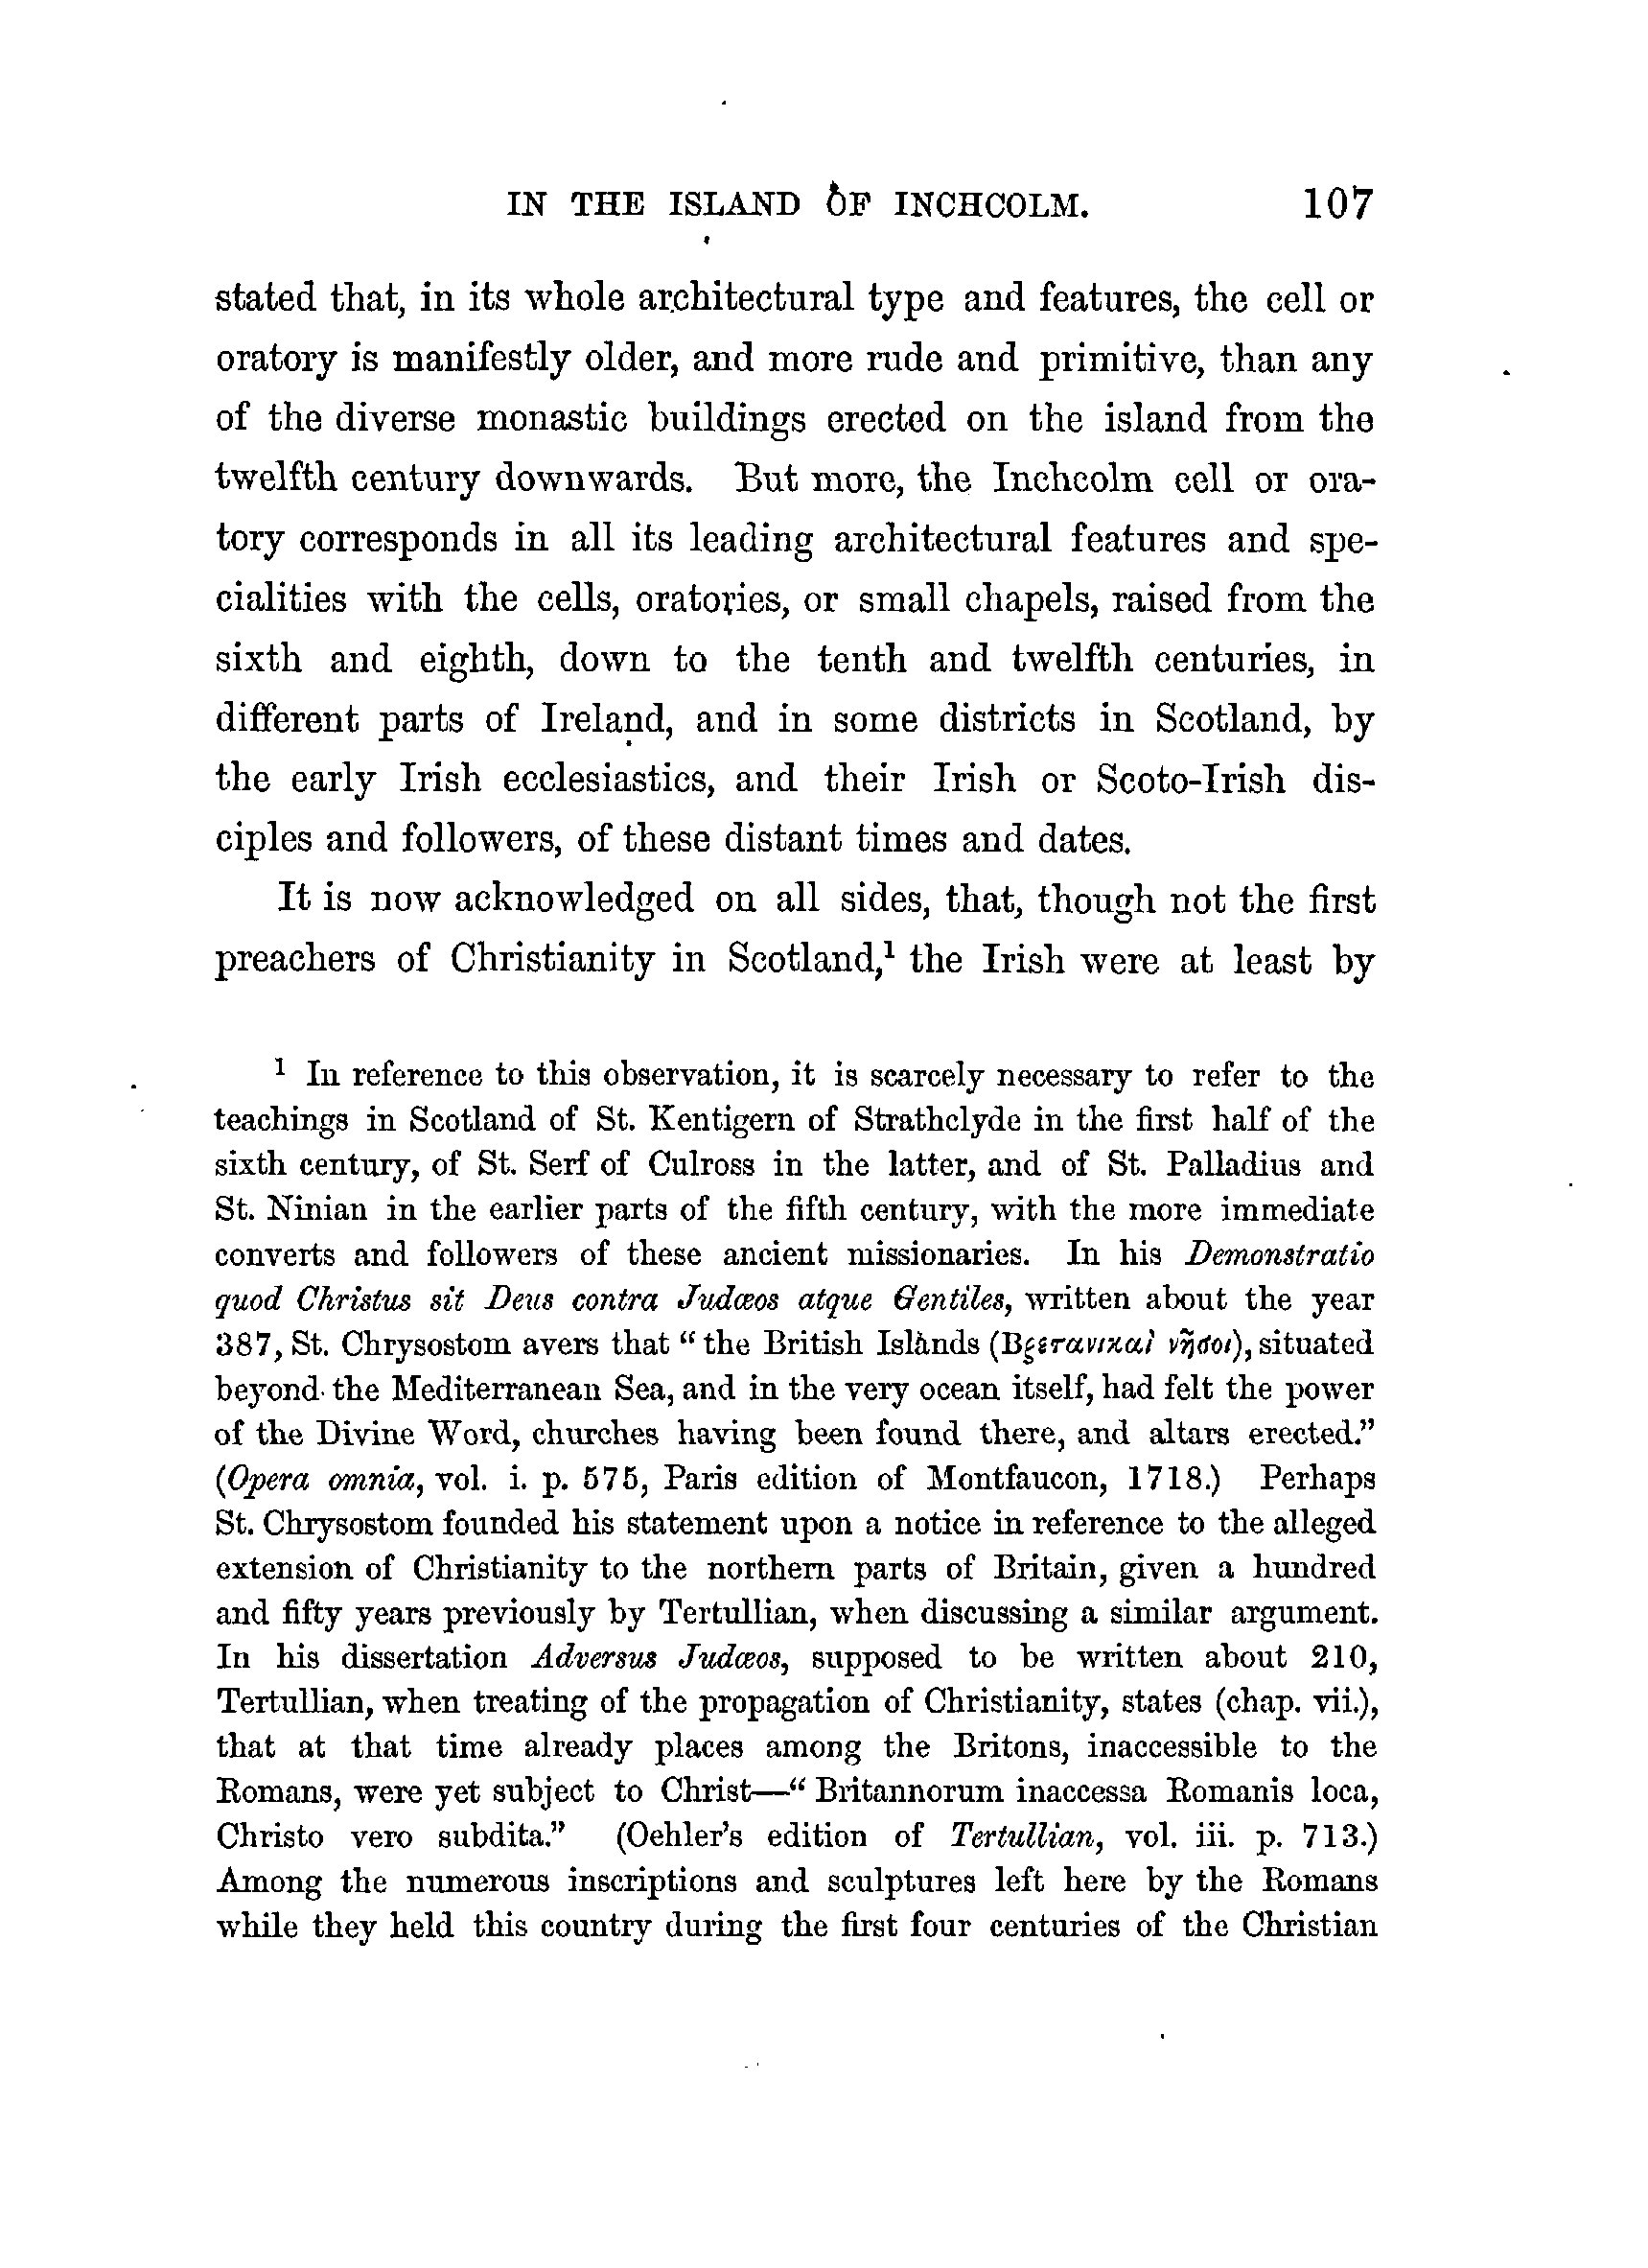 IN THE ISLAND OF INCHCOLM. 107
stated that, in its whole architectural type and features, the cell or
oratory is manifestly older, and more rude and primitive, than any
of the diverse monastic buildings erected on the island from the
twelfth century downwards. But more, the Inchcolm cell or ora-
tory corresponds in all its leading architectural features and spe-
cialities with the cells, oratories, or small chapels, raised from the
sixth and eighth, down to the tenth and twelfth centuries, in
different parts of Ireland, and in some districts in Scotland, by
the early Irish ecclesiastics, and their Irish or Scoto-Irish dis-
ciples and followers, of these distant times and dates.
It is now acknowledged on all sides, that, though not the first
preachers of Christianity in Scotland,¹ the Irish were at least by
¹ In reference to this observation, it is scarcely necessary to refer to the
teachings in Scotland of St. Kentigern of Strathclyde in the first half of the
sixth century, of St. Serf of Culross in the latter, and of St. Palladius and
St. Ninian in the earlier parts of the fifth century, with the more immediate
converts and followers of these ancient missionaries. In his Demonstratio
quod Christus sit Deus contra Judæos atque Gentiles, written about the year
387, St. Chrysostom avers that “ the British Islands (Βρετανικαὶ νῆσοι), situated
beyond the Mediterranean Sea, and in the very ocean itself, had felt the power
of the Divine Word, churches having been found there, and altars erected.”
(Opera omnia, vol. i. p. 575, Paris edition of Montfaucon, 1718.) Perhaps
St. Chrysostom founded his statement upon a notice in reference to the alleged
extension of Christianity to the northern parts of Britain, given a hundred
and fifty years previously by Tertullian, when discussing a similar argument.
In his dissertation Adversus Judæos, supposed to be written about 210,
Tertullian, when treating of the propagation of Christianity, states (chap. vii.),
that at that time already places among the Britons, inaccessible to the
Romans, were yet subject to Christ—“ Britannorum inaccessa Romanis loca,
Christo vero subdita.” (Oehler’s edition of Tertullian, vol. iii. p. 713.)
Among the numerous inscriptions and sculptures left here by the Romans
while they held this country during the first four centuries of the Christian